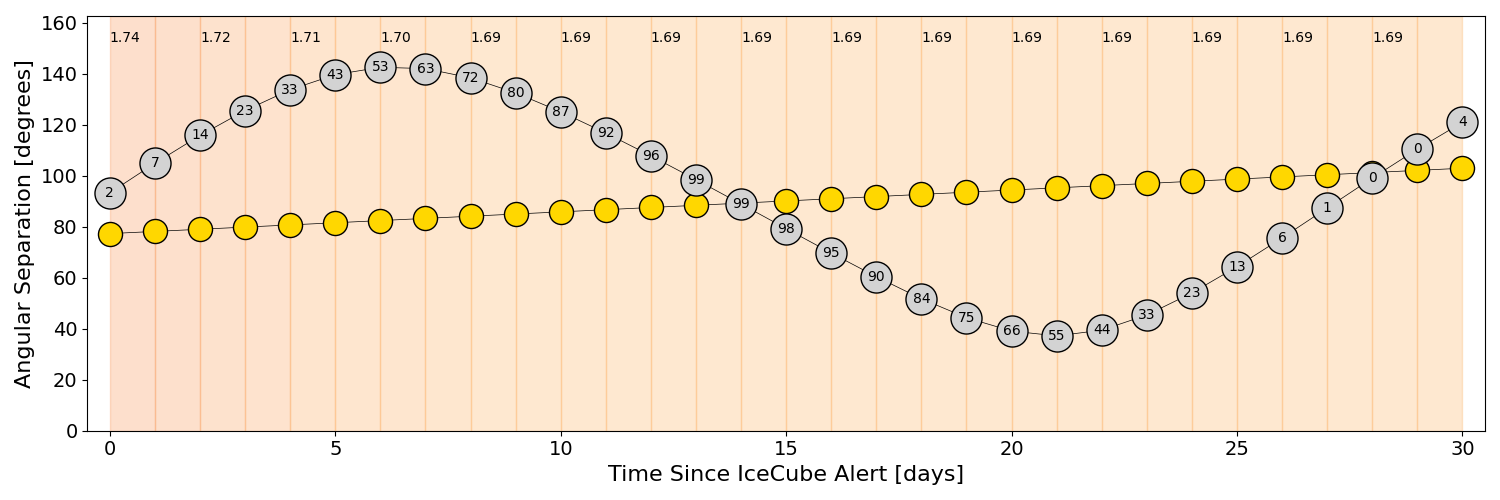 160
140
120
100
80
60
40
20
0
Angular Separation [degrees]
1.74 1.72 1.71 1.70 1.69 1.69 1.69 1.69 1.69 1.69 1.69 1.69 1.69 1.69 1.69
2 7 14 23 33 43 53 63 72 80 87 92 96 99 99 98 95 90 84 75 66 55 44 33 23 13 6 1 0 0 4
0 5 10 15 20 25 30
Time Since IceCube Alert [days]